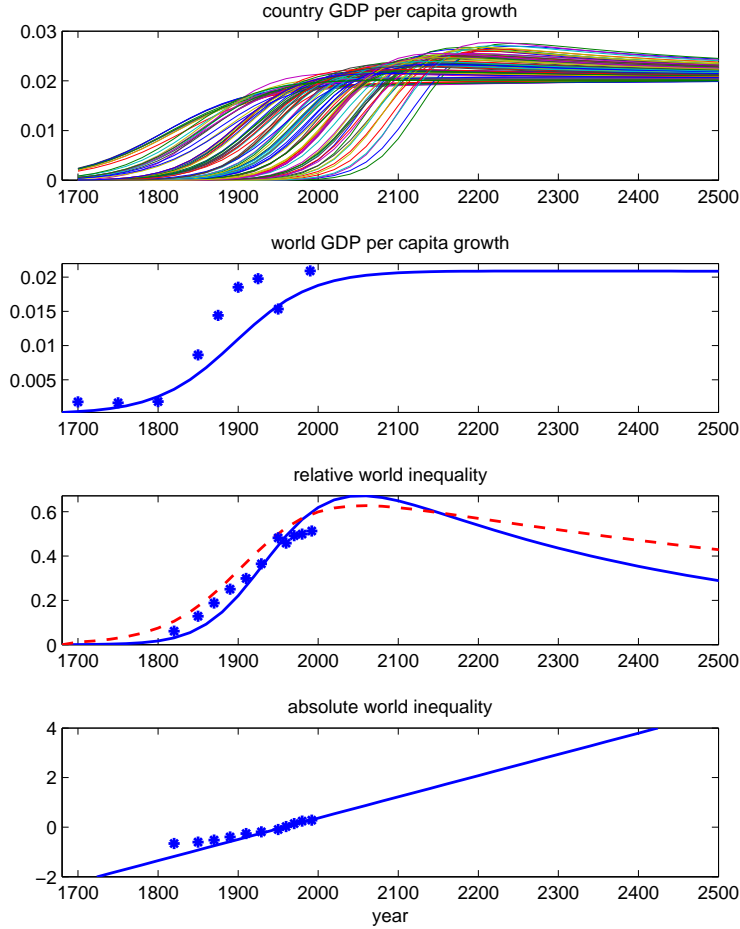 country GDP per capita growth
0.03
0.02
0.01
0
1700 1800 1900 2000 2100 2200 2300 2400 2500
world GDP per capita growth
0.02
0.015
0.01
0.005
1700 1800 1900 2000 2100 2200 2300 2400 2500
relative world inequality
0.6
0.4
0.2
0
1700 1800 1900 2000 2100 2200 2300 2400 2500
absolute world inequality
4
2
0
−2
1700 1800 1900 2000 2100 2200 2300 2400 2500
year